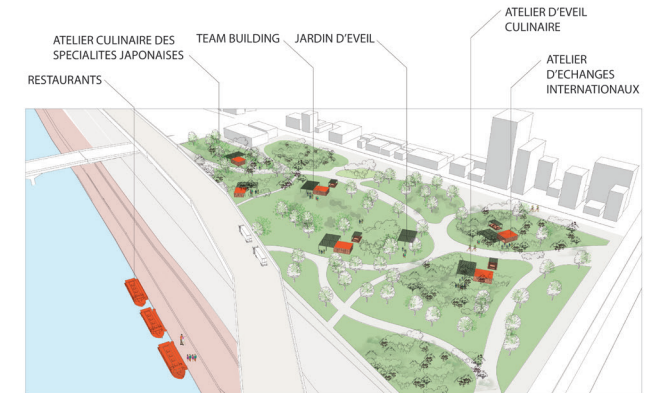 ATELIER D'EVEIL
CULINAIRE
ATELIER CULINAIRE DES
SPECIALITES JAPONAISES
TEAM BUILDING
JARDIN D'EVEIL
ATELIER
D'ECHANGES
INTERNATIONAUX
RESTAURANTS